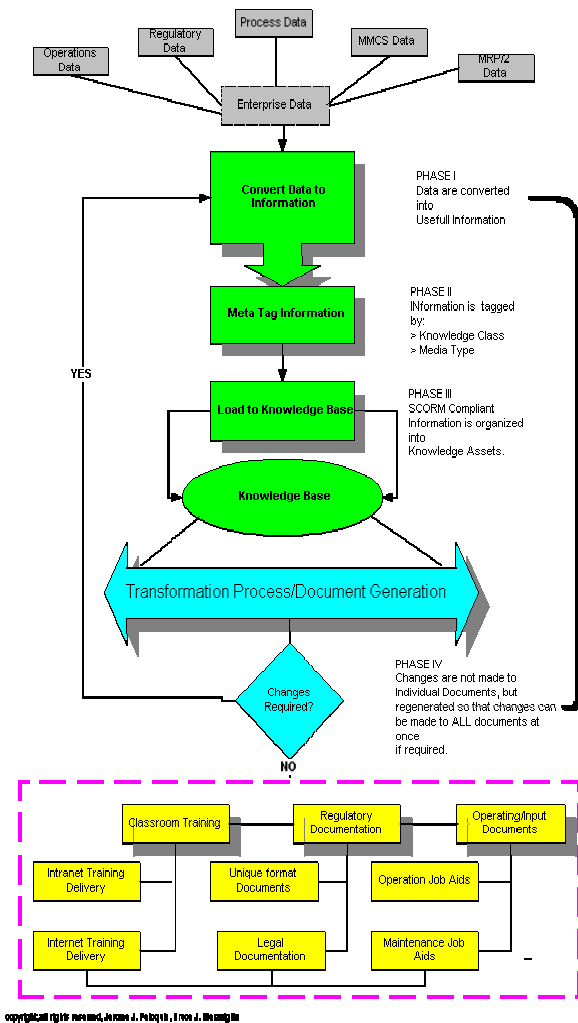 Process Data
Regulatory
Data
MMCS Data
Operations
Data
MRP/2
Data
Enterprise Data
Convert Data to
Information
PHASE I
Data are converted
into
Usefull Information
Meta Tag Information
PHASE II
INformation is tagged
by:
> Knowledge Class
> Media Type
YES
Load to Knowledge Base
PHASE III
SCORM Compliant
Information is organized
into
Knowledge Assets.
Knowledge Base
Transformation Process/Document Generation
Changes
Required?
PHASE IV
Changes are not made to
Individual Documents, but
regenerated so that changes can
be made to ALL documents at
once
if required.
NO
Classroom Training
Regulatory
Documentation
Operating/Input
Documents
Intranet Training
Delivery
Unique format
Documents
Operation Job Aids
Internet Training
Delivery
Legal
Documentation
Maintenance Job
Aids
copyright, all rights reserved, Jerome J.